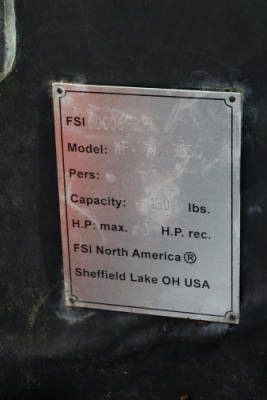 FSI
Model:
Pers:
Capacity: lbs.
H.P: max. H.P. rec.
FSI North America®
Sheffield Lake OH USA